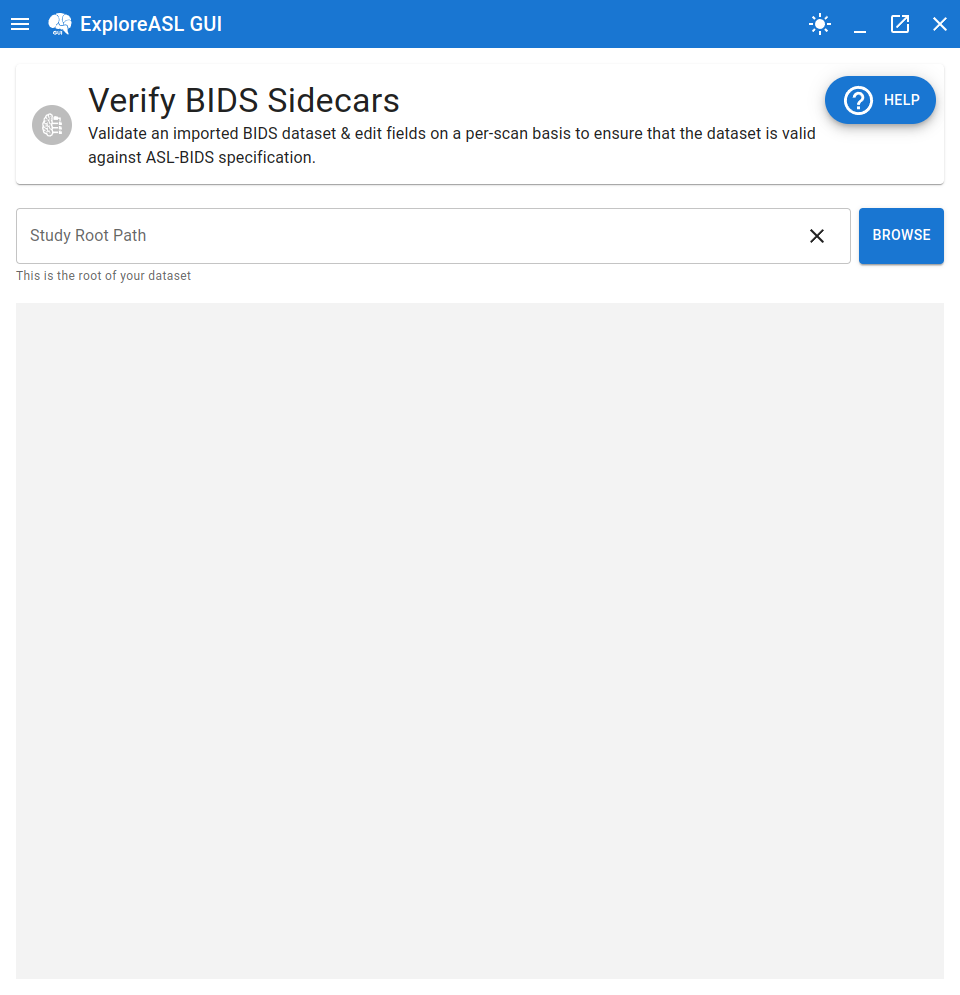 ExploreASL GUI
Verify BIDS Sidecars
HELP
Validate an imported BIDS dataset & edit fields on a per-scan basis to ensure that the dataset is valid
against ASL-BIDS specification.
Study Root Path
BROWSE
This is the root of your dataset